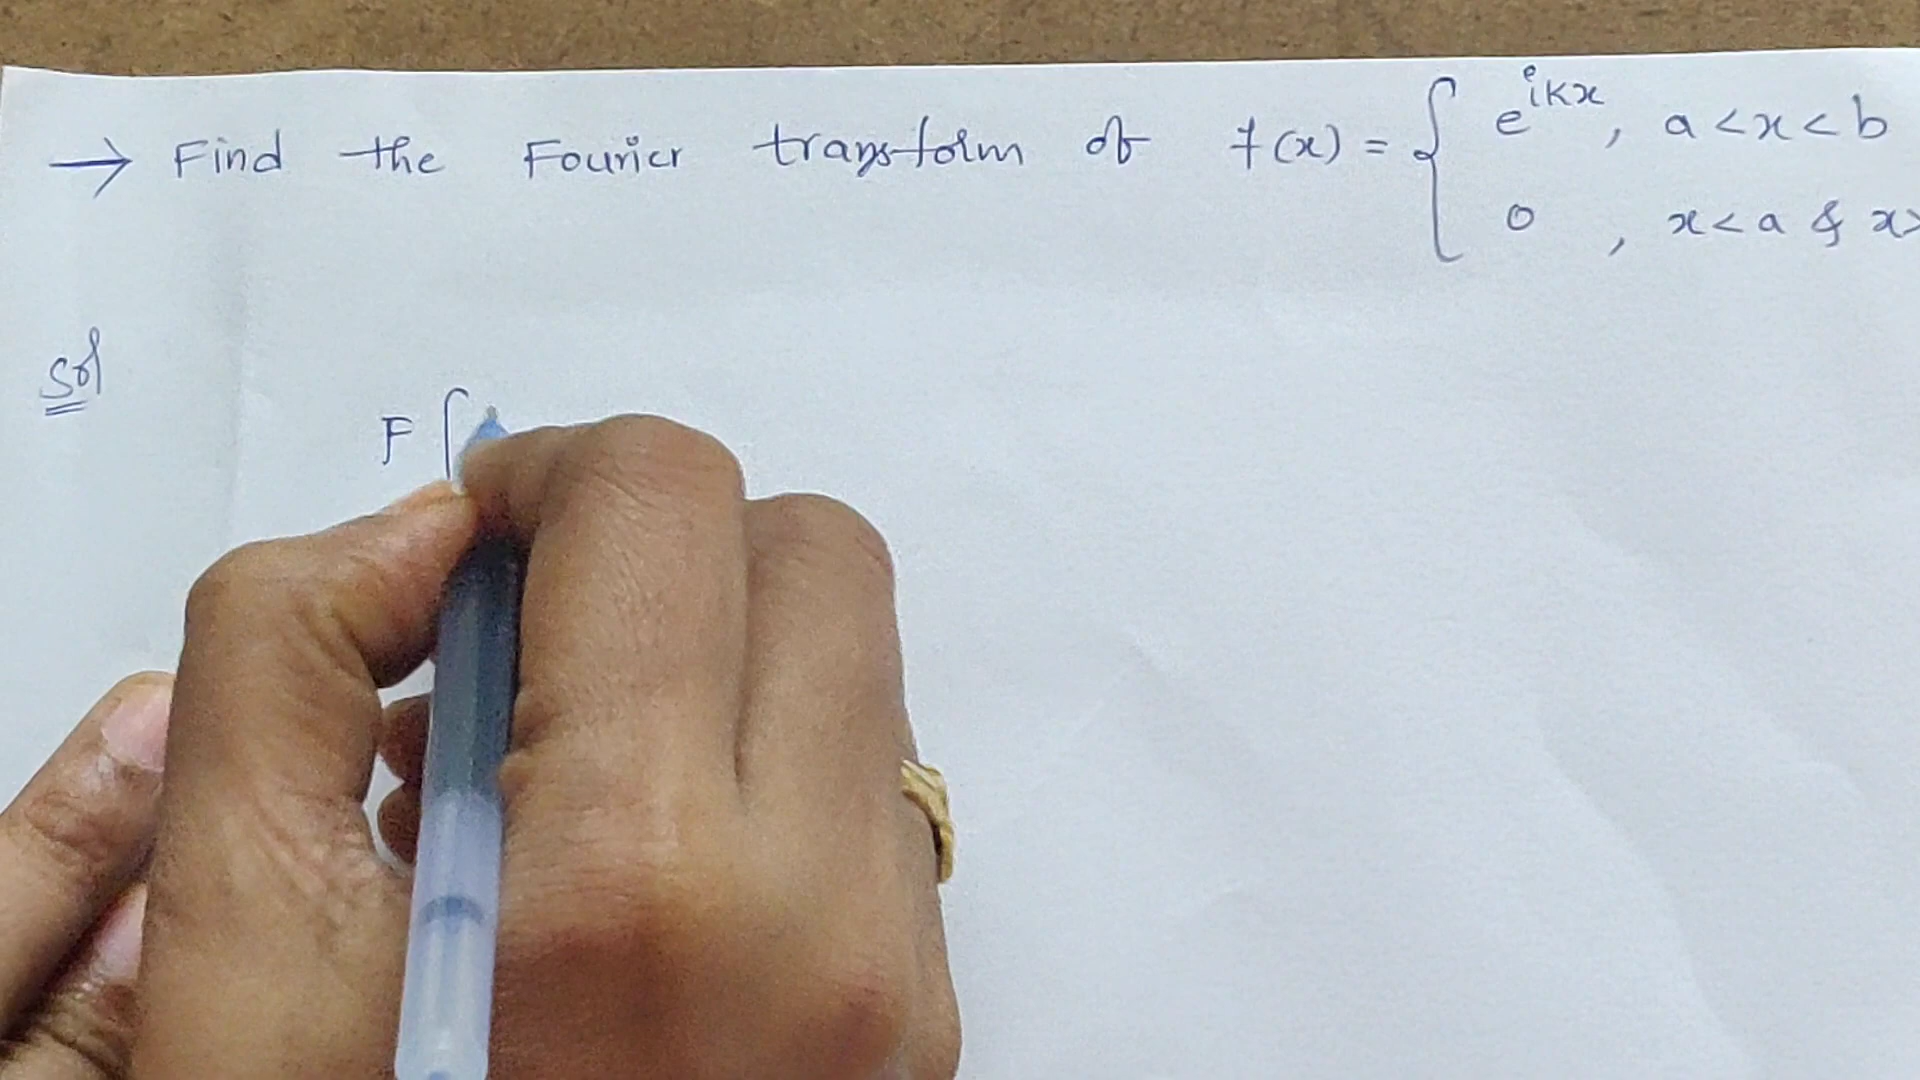 → Find the Fourier transform of f(x) = { e^{ikx}, a<x<b
0, x<a & x>
Sol
F [